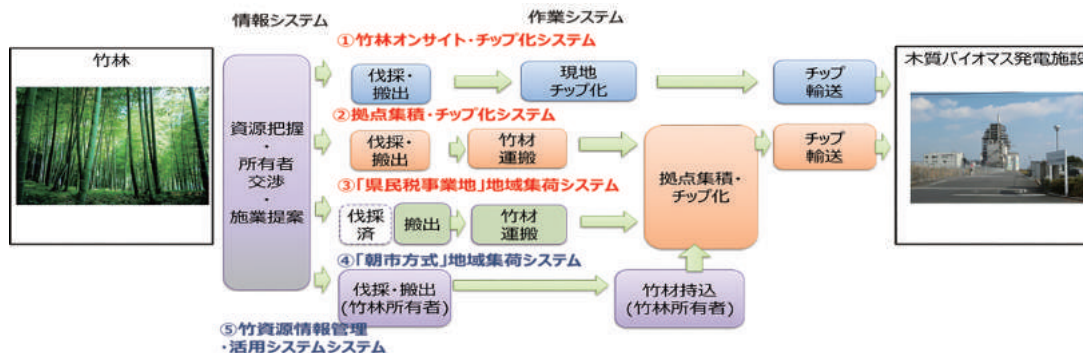 情報システム
作業システム
竹林
資源把握
・
所有者
交渉
・
施業提案
①竹林オンサイト・チップ化システム
伐採・
搬出
現地
チップ化
チップ
輸送
②拠点集積・チップ化システム
伐採・
搬出
竹材
運搬
拠点集積・
チップ化
チップ
輸送
③「県民税事業地」地域集荷システム
伐採
済
搬出
竹材
運搬
④「朝市方式」地域集荷システム
伐採・搬出
(竹林所有者)
竹材持込
(竹林所有者)
⑤竹資源情報管理
・活用システムシステム
木質バイオマス発電施設